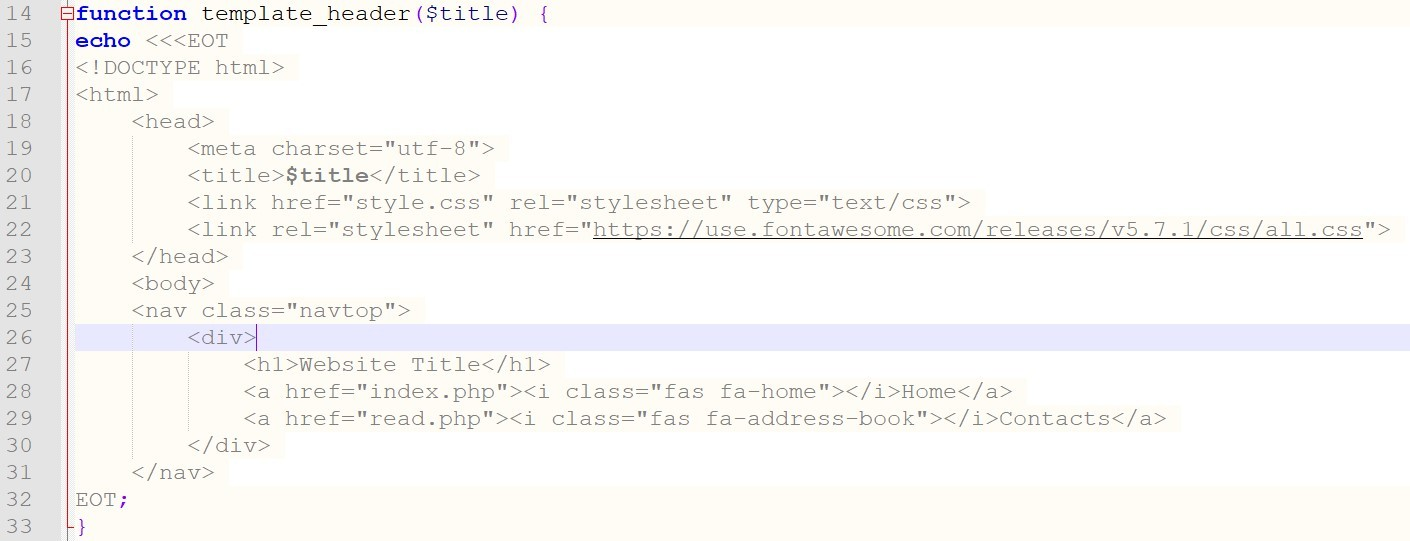 14 function template_header($title) {
15 echo <<<EOT
16 <!DOCTYPE html>
17 <html>
18     <head>
19         <meta charset="utf-8">
20         <title>$title</title>
21         <link href="style.css" rel="stylesheet" type="text/css">
22         <link rel="stylesheet" href="https://use.fontawesome.com/releases/v5.7.1/css/all.css">
23     </head>
24     <body>
25     <nav class="navtop">
26         <div>
27             <h1>Website Title</h1>
28             <a href="index.php"><i class="fas fa-home"></i>Home</a>
29             <a href="read.php"><i class="fas fa-address-book"></i>Contacts</a>
30         </div>
31     </nav>
32 EOT;
33 }